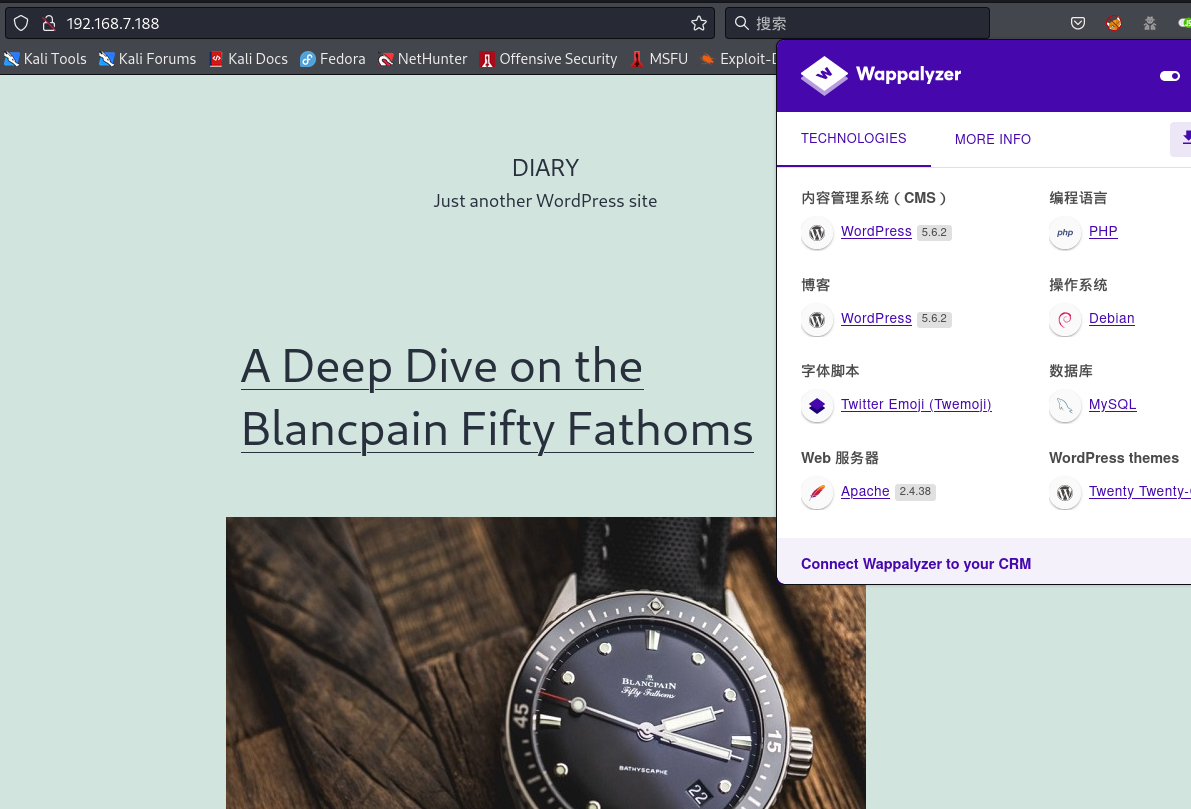 192.168.7.188
搜索
Kali Tools Kali Forums Kali Docs Fedora NetHunter Offensive Security MSFU Exploit-D
Wappalyzer
TECHNOLOGIES MORE INFO
内容管理系统（CMS）
WordPress 5.6.2
编程语言
php PHP
博客
WordPress 5.6.2
操作系统
Debian
字体脚本
Twitter Emoji (Twemoji)
数据库
MySQL
Web 服务器
Apache 2.4.38
WordPress themes
Twenty Twenty-
Connect Wappalyzer to your CRM
DIARY
Just another WordPress site
A Deep Dive on the
Blancpain Fifty Fathoms
BLANCPAIN
Fifty Fathoms
45
15
BATHYSCAPHE
22